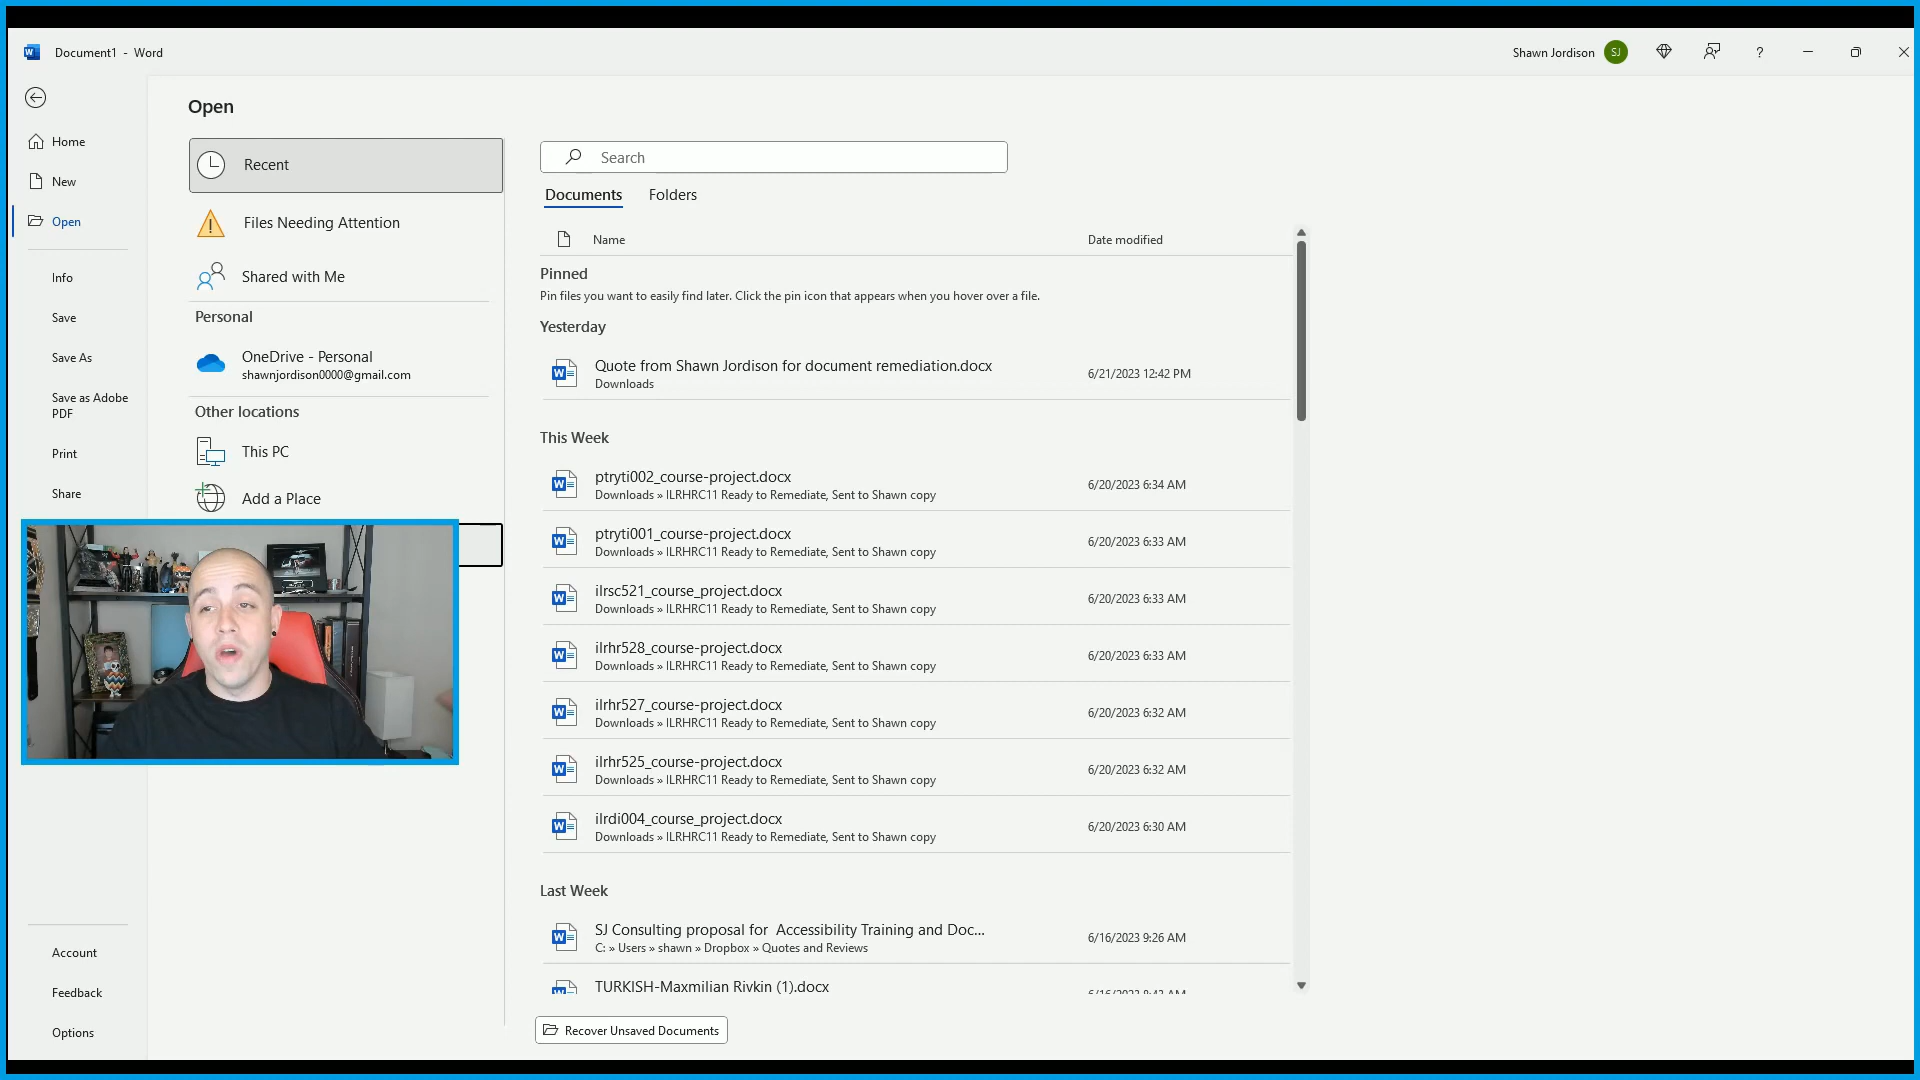 Document1 - Word
Shawn Jordison
SJ
?
Home
New
Open
Info
Save
Save As
Save as Adobe
PDF
Print
Share
Account
Feedback
Options
Open
Recent
Files Needing Attention
Shared with Me
Personal
OneDrive - Personal
shawnjordison0000@gmail.com
Other locations
This PC
Add a Place
Search
Documents Folders
Name Date modified
Pinned
Pin files you want to easily find later. Click the pin icon that appears when you hover over a file.
Yesterday
Quote from Shawn Jordison for document remediation.docx
Downloads
6/21/2023 12:42 PM
This Week
ptryti002_course-project.docx
Downloads » ILRHRC11 Ready to Remediate, Sent to Shawn copy
6/20/2023 6:34 AM
ptryti001_course-project.docx
Downloads » ILRHRC11 Ready to Remediate, Sent to Shawn copy
6/20/2023 6:33 AM
ilrsc521_course_project.docx
Downloads » ILRHRC11 Ready to Remediate, Sent to Shawn copy
6/20/2023 6:33 AM
ilrhr528_course-project.docx
Downloads » ILRHRC11 Ready to Remediate, Sent to Shawn copy
6/20/2023 6:33 AM
ilrhr527_course-project.docx
Downloads » ILRHRC11 Ready to Remediate, Sent to Shawn copy
6/20/2023 6:32 AM
ilrhr525_course-project.docx
Downloads » ILRHRC11 Ready to Remediate, Sent to Shawn copy
6/20/2023 6:32 AM
ilrdi004_course_project.docx
Downloads » ILRHRC11 Ready to Remediate, Sent to Shawn copy
6/20/2023 6:30 AM
Last Week
SJ Consulting proposal for Accessibility Training and Doc...
C: » Users » shawn » Dropbox » Quotes and Reviews
6/16/2023 9:26 AM
TURKISH-Maxmilian Rivkin (1).docx
Recover Unsaved Documents